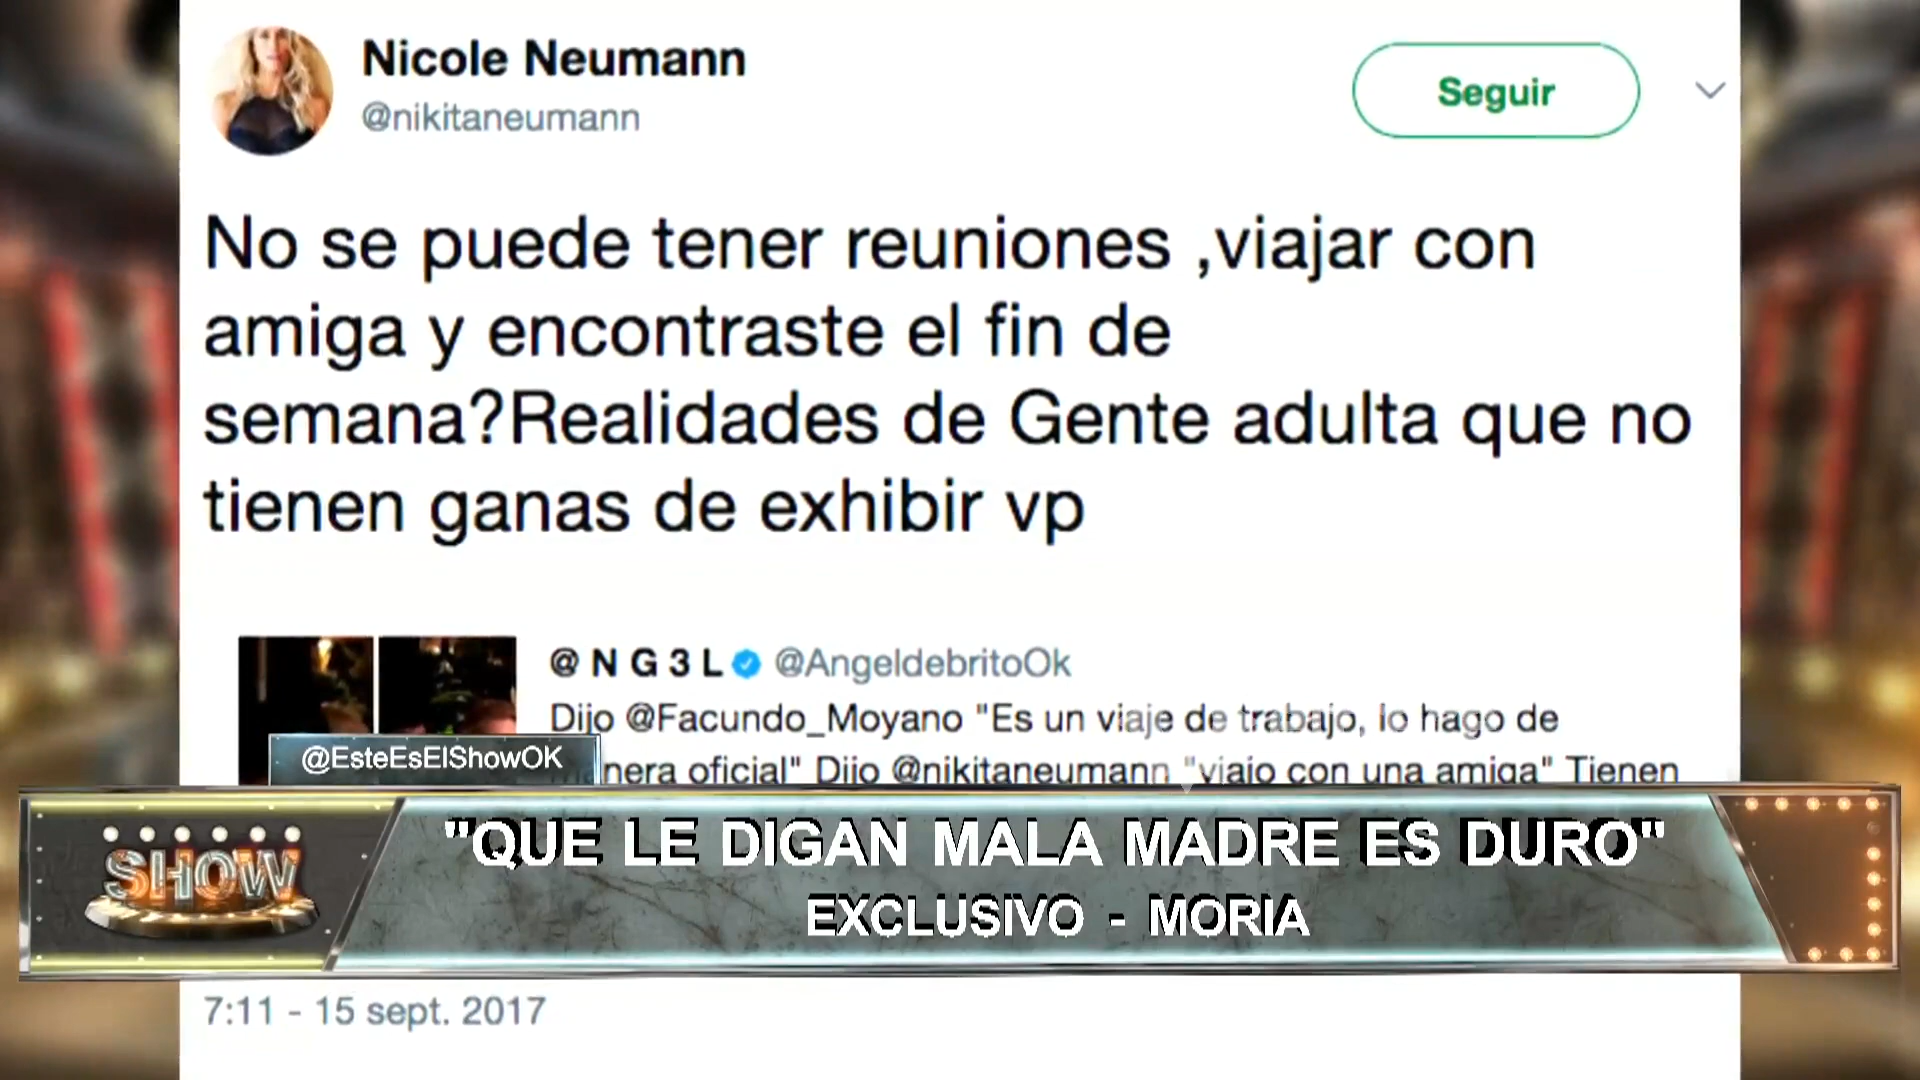 Nicole Neumann
@nikitaneumann
Seguir
No se puede tener reuniones ,viajar con
amiga y encontraste el fin de
semana?Realidades de Gente adulta que no
tienen ganas de exhibir vp
@ N G 3 L @AngeldebritoOk
Dijo @Facundo_Moyano "Es un viaje de trabajo, lo hago de
manera oficial" Dijo @nikitaneumann "viajo con una amiga" Tienen
@EsteEsElShowOK
SHOW
"QUE LE DIGAN MALA MADRE ES DURO"
EXCLUSIVO - MORIA
7:11 - 15 sept. 2017